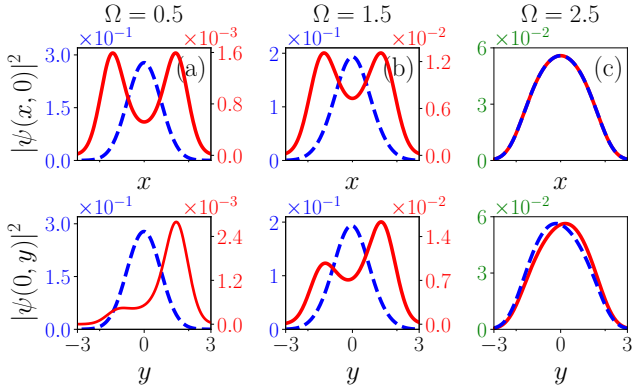 Ω = 0.5
Ω = 1.5
Ω = 2.5
×10⁻¹
×10⁻³
×10⁻¹
×10⁻²
×10⁻²
|ψ(x, 0)|²
3.0
1.5
0.0
(a)
1.6
0.8
0.0
2
1
0
(b)
1.2
0.6
0.0
6
3
0
(c)
x
x
x
×10⁻¹
×10⁻³
×10⁻¹
×10⁻²
×10⁻²
|ψ(0, y)|²
3.0
1.5
0.0
2.4
1.2
0.0
2
1
0
1.4
0.7
0.0
6
3
0
−3 0 3
−3 0 3
−3 0 3
y
y
y